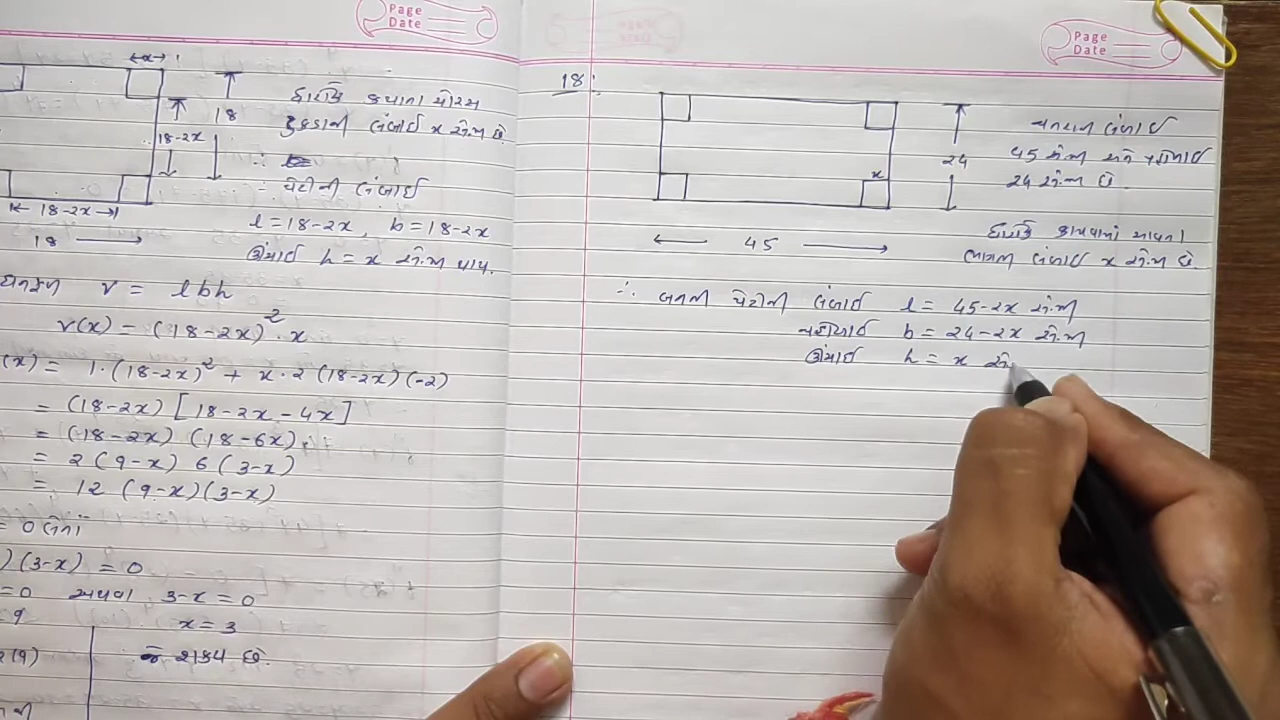 Page
Date
x
18
18-2x
ધારોકે કાપાતા ચોરસ
ટુકડાની લંબાઈ x સેમી છે
∴ પેટીની લંબાઈ
18-2x
18
l = 18-2x, b = 18-2x
ઊંચાઈ h = x સેમી થાય.
v = lbh
v(x) = (18-2x)² · x
(x) = 1·(18-2x)² + x·2(18-2x)(-2)
= (18-2x)[18-2x-4x]
= (18-2x)(18-6x)
= 2(9-x) 6(3-x)
= 12(9-x)(3-x)
= 0 લેતાં
)(3-x) = 0
=0 અથવા 3-x=0
9 x=3
(9)
શક્ય છે.
Page
Date
18:
x
24
45
લંબાઈ
45 સેમી અને પહોળાઈ
24 સેમી છે.
ધારોકે કાપવામાં આવતા
લંબાઈ x સેમી છે.
∴ બનતી પેટીની લંબાઈ l = 45-2x સેમી
પહોળાઈ b = 24-2x સેમી
ઊંચાઈ h = x સે